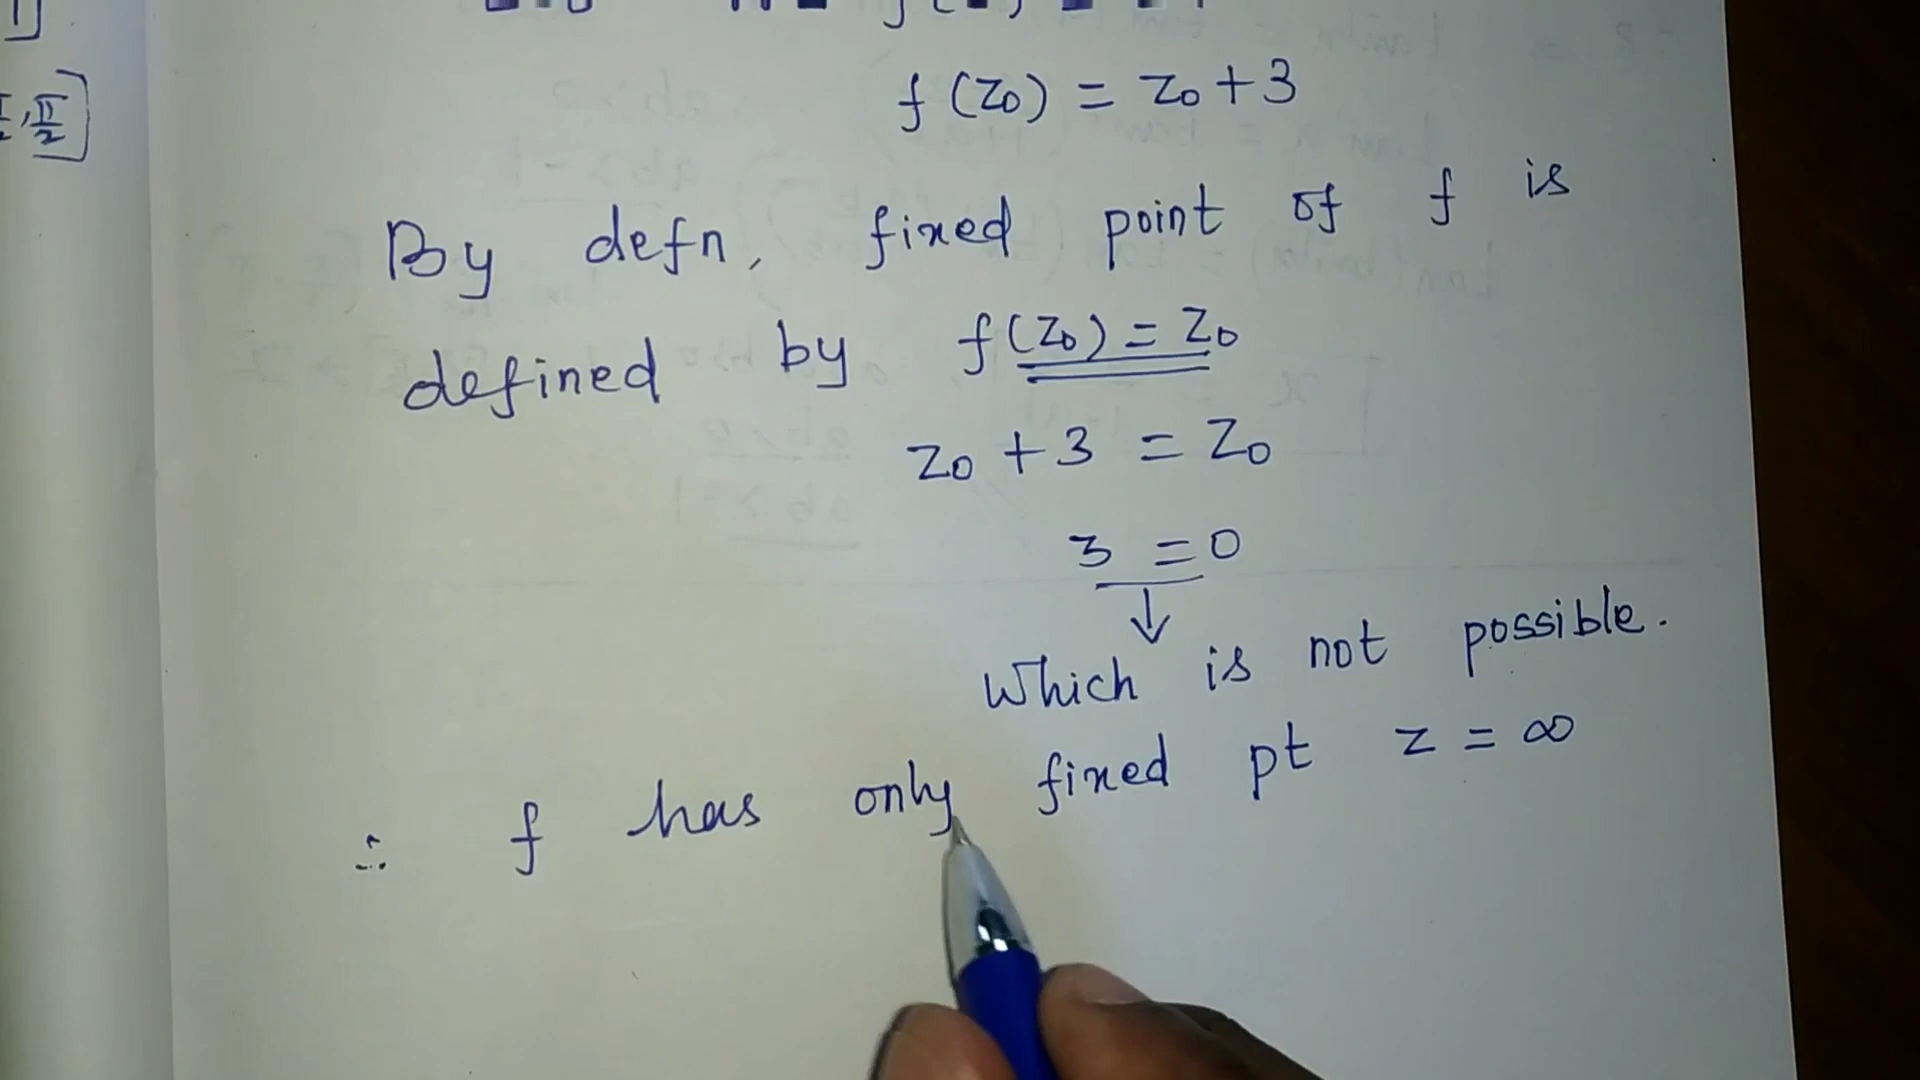 f(z₀) = z₀ + 3
By defn, fixed point of f is
defined by f(z₀) = z₀
z₀ + 3 = z₀
3 = 0
↓
Which is not possible.
∴ f has only fixed pt z = ∞